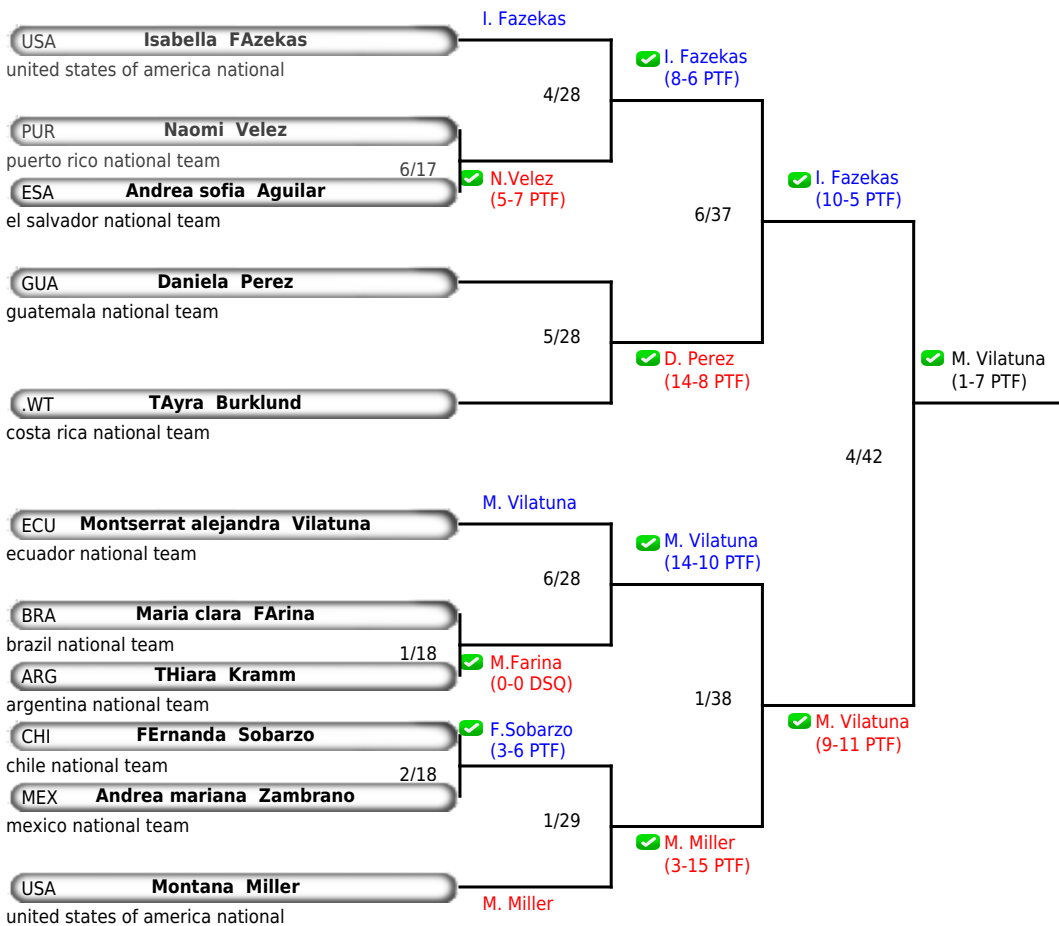 I. Fazekas
USA Isabella FAzekas
united states of america national
I. Fazekas
(8-6 PTF)
4/28
PUR Naomi Velez
puerto rico national team
6/17
ESA Andrea sofia Aguilar
el salvador national team
N.Velez
(5-7 PTF)
I. Fazekas
(10-5 PTF)
6/37
GUA Daniela Perez
guatemala national team
5/28
D. Perez
(14-8 PTF)
.WT TAyra Burklund
costa rica national team
M. Vilatuna
(1-7 PTF)
4/42
M. Vilatuna
ECU Montserrat alejandra Vilatuna
ecuador national team
M. Vilatuna
(14-10 PTF)
6/28
BRA Maria clara FArina
brazil national team
1/18
ARG THiara Kramm
argentina national team
M.Farina
(0-0 DSQ)
1/38
CHI FErnanda Sobarzo
chile national team
2/18
F.Sobarzo
(3-6 PTF)
M. Vilatuna
(9-11 PTF)
MEX Andrea mariana Zambrano
mexico national team
1/29
M. Miller
(3-15 PTF)
USA Montana Miller
united states of america national
M. Miller